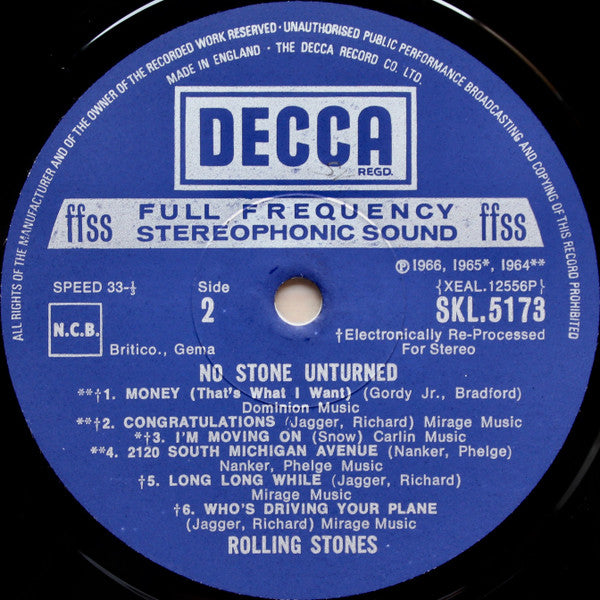 ALL RIGHTS OF THE MANUFACTURER AND OF THE OWNER OF THE RECORDED WORK RESERVED · UNAUTHORISED PUBLIC PERFORMANCE BROADCASTING AND COPYING OF THIS RECORD PROHIBITED
MADE IN ENGLAND · THE DECCA RECORD CO. LTD.
DECCA
REGD.
ffss FULL FREQUENCY ffss
STEREOPHONIC SOUND
℗1966, 1965*, 1964**
SPEED 33-⅓ Side {XEAL.12556P}
2 SKL.5173
N.C.B. †Electronically Re-Processed
Britico., Gema For Stereo
NO STONE UNTURNED
**†1. MONEY (That's What I Want) (Gordy Jr., Bradford)
Dominion Music
**†2. CONGRATULATIONS (Jagger, Richard) Mirage Music
*†3. I'M MOVING ON (Snow) Carlin Music
**4. 2120 SOUTH MICHIGAN AVENUE (Nanker, Phelge)
Nanker, Phelge Music
†5. LONG LONG WHILE (Jagger, Richard)
Mirage Music
†6. WHO'S DRIVING YOUR PLANE
(Jagger, Richard) Mirage Music
ROLLING STONES